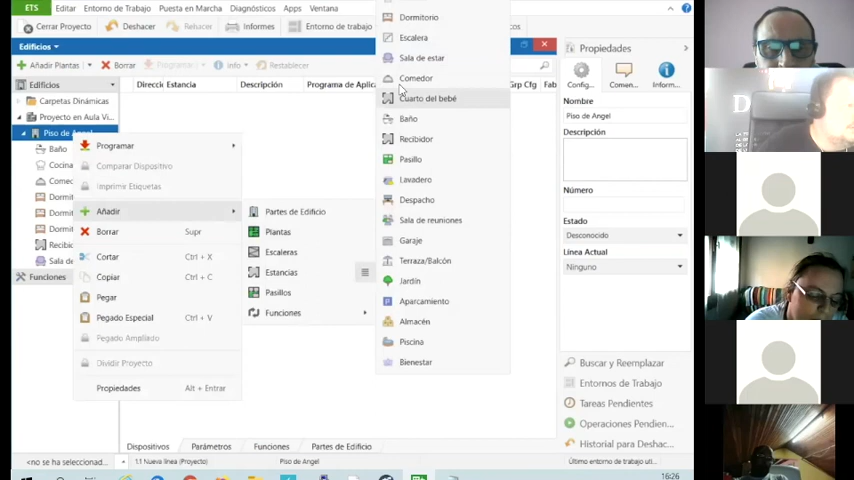 ETS
Editar
Entorno de Trabajo
Puesta en Marcha
Diagnósticos
Apps
Ventana
Cerrar Proyecto
Deshacer
Rehacer
Informes
Entorno de trabajo
Edificios
Añadir Plantas
Borrar
Programar
Info
Restablecer
Edificios
Direcci
Estancia
Descripción
Programa de Aplica
Grp Cfg
Fab
Carpetas Dinámicas
Proyecto en Aula Vi
Piso de Angel
Baño
Cocina
Come
Dormit
Dormi
Dormi
Recibid
Sala de
Funciones
Programar
Comparar Dispositivo
Imprimir Etiquetas
Añadir
Borrar Supr
Cortar Ctrl + X
Copiar Ctrl + C
Pegar
Pegado Especial Ctrl + V
Pegado Ampliado
Dividir Proyecto
Propiedades Alt + Entrar
Partes de Edificio
Plantas
Escaleras
Estancias
Pasillos
Funciones
Dormitorio
Escalera
Sala de estar
Comedor
Cuarto del bebé
Baño
Recibidor
Pasillo
Lavadero
Despacho
Sala de reuniones
Garaje
Terraza/Balcón
Jardín
Aparcamiento
Almacén
Piscina
Bienestar
Propiedades
Config...
Comen...
Inform...
Nombre
Piso de Angel
Descripción
Número
Estado
Desconocido
Línea Actual
Ninguno
Buscar y Reemplazar
Entornos de Trabajo
Tareas Pendientes
Operaciones Pendien...
Historial para Deshac...
Dispositivos
Parámetros
Funciones
Partes de Edificio
<no se ha seleccionad...
1.1 Nueva línea (Proyecto)
Piso de Angel
Último entorno de trabajo uti...
16:26